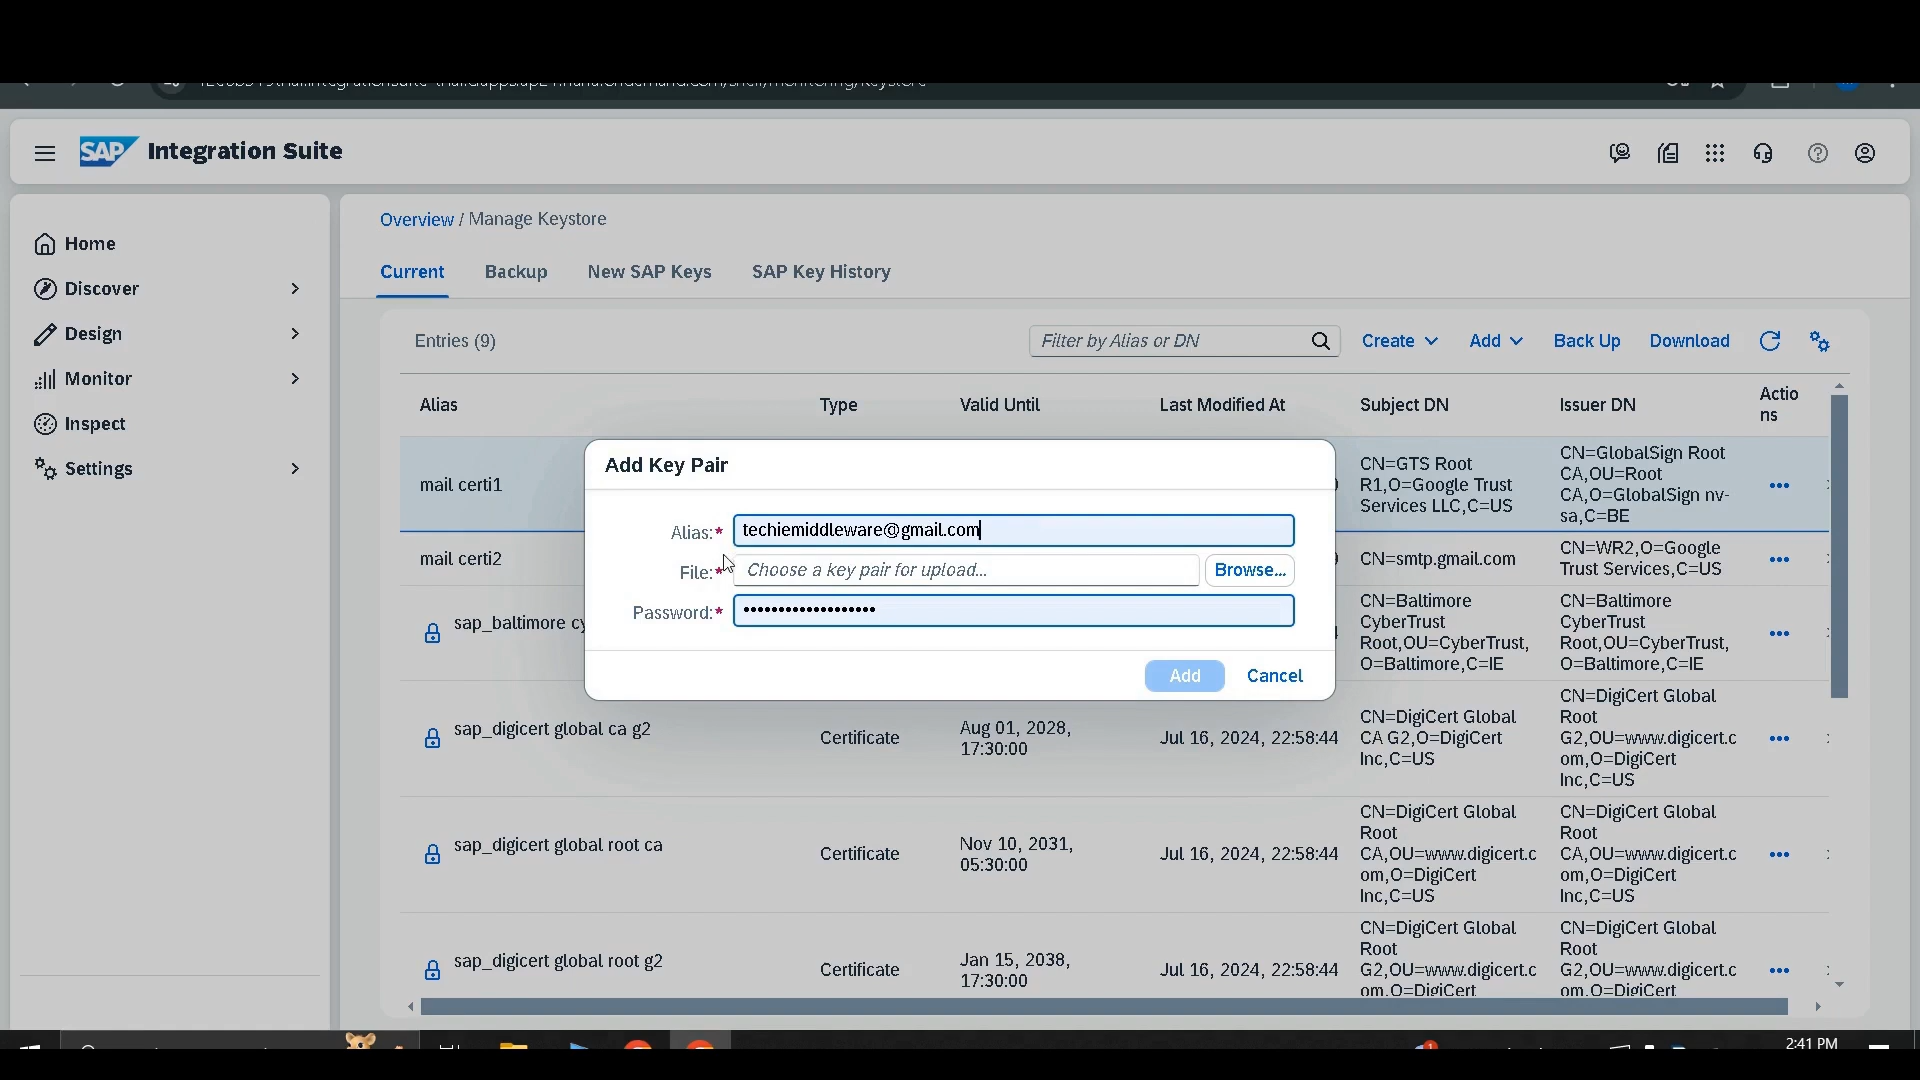 SAP Integration Suite
Home
Discover
Design
Monitor
Inspect
Settings
Overview / Manage Keystore
Current Backup New SAP Keys SAP Key History
Entries (9)
Filter by Alias or DN
Create Add Back Up Download
Alias Type Valid Until Last Modified At Subject DN Issuer DN Actio
ns
mail certi1
CN=GTS Root
R1,O=Google Trust
Services LLC,C=US
CN=GlobalSign Root
CA,OU=Root
CA,O=GlobalSign nv-
sa,C=BE
mail certi2
CN=smtp.gmail.com
CN=WR2,O=Google
Trust Services,C=US
sap_baltimore cy
CN=Baltimore
CyberTrust
Root,OU=CyberTrust,
O=Baltimore,C=IE
CN=Baltimore
CyberTrust
Root,OU=CyberTrust,
O=Baltimore,C=IE
Add Key Pair
Alias:* techiemiddleware@gmail.com
File:* Choose a key pair for upload... Browse...
Password:*
Add Cancel
sap_digicert global ca g2
Certificate
Aug 01, 2028,
17:30:00
Jul 16, 2024, 22:58:44
CN=DigiCert Global
CA G2,O=DigiCert
Inc,C=US
CN=DigiCert Global
Root
G2,OU=www.digicert.c
om,O=DigiCert
Inc,C=US
sap_digicert global root ca
Certificate
Nov 10, 2031,
05:30:00
Jul 16, 2024, 22:58:44
CN=DigiCert Global
Root
CA,OU=www.digicert.c
om,O=DigiCert
Inc,C=US
CN=DigiCert Global
Root
CA,OU=www.digicert.c
om,O=DigiCert
Inc,C=US
sap_digicert global root g2
Certificate
Jan 15, 2038,
17:30:00
Jul 16, 2024, 22:58:44
CN=DigiCert Global
Root
G2,OU=www.digicert.c
om,O=DigiCert
CN=DigiCert Global
Root
G2,OU=www.digicert.c
om,O=DigiCert
2:41 PM